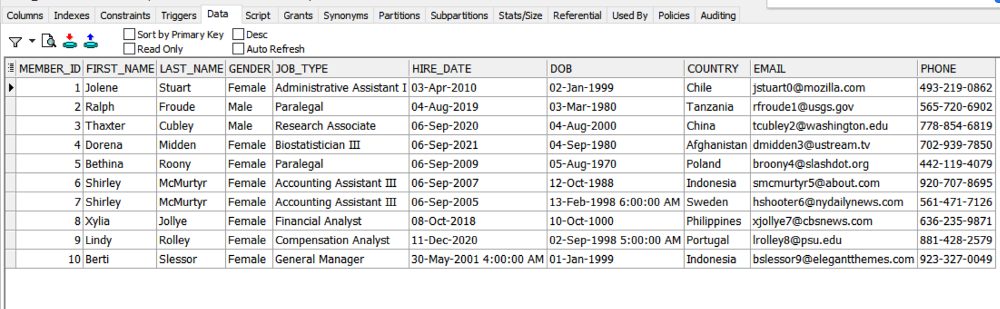 Columns Indexes Constraints Triggers Data Script Grants Synonyms Partitions Subpartitions Stats/Size Referential Used By Policies Auditing
Sort by Primary Key Desc
Read Only Auto Refresh
MEMBER_ID FIRST_NAME LAST_NAME GENDER JOB_TYPE HIRE_DATE DOB COUNTRY EMAIL PHONE
1 Jolene Stuart Female Administrative Assistant I 03-Apr-2010 02-Jan-1999 Chile jstuart0@mozilla.com 493-219-0862
2 Ralph Froude Male Paralegal 04-Aug-2019 03-Mar-1980 Tanzania rfroude1@usgs.gov 565-720-6902
3 Thaxter Cubley Male Research Associate 06-Sep-2020 04-Aug-2000 China tcubley2@washington.edu 778-854-6819
4 Dorena Midden Female Biostatistician III 06-Sep-2021 04-Sep-1980 Afghanistan dmidden3@ustream.tv 702-939-7850
5 Bethina Roony Female Paralegal 06-Sep-2009 05-Aug-1970 Poland broony4@slashdot.org 442-119-4079
6 Shirley McMurtyr Female Accounting Assistant III 06-Sep-2007 12-Oct-1988 Indonesia smcmurtyr5@about.com 920-707-8695
7 Shirley McMurtyr Female Accounting Assistant III 06-Sep-2005 13-Feb-1998 6:00:00 AM Sweden hshooter6@nydailynews.com 561-471-7126
8 Xylia Jollye Female Financial Analyst 08-Oct-2018 10-Oct-1000 Philippines xjollye7@cbsnews.com 636-235-9871
9 Lindy Rolley Female Compensation Analyst 11-Dec-2020 02-Sep-1998 5:00:00 AM Portugal lrolley8@psu.edu 881-428-2579
10 Berti Slessor Female General Manager 30-May-2001 4:00:00 AM 01-Jan-1999 Indonesia bslessor9@elegantthemes.com 923-327-0049